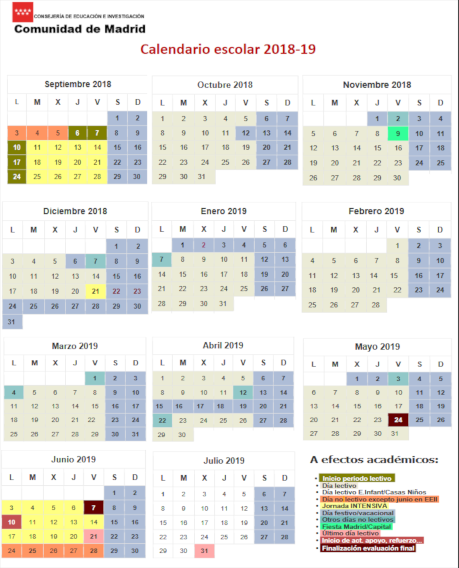 CONSEJERÍA DE EDUCACIÓN E INVESTIGACIÓN
Comunidad de Madrid
Calendario escolar 2018-19
Septiembre 2018
L M X J V S D
1 2
3 4 5 6 7 8 9
10 11 12 13 14 15 16
17 18 19 20 21 22 23
24 25 26 27 28 29 30
Octubre 2018
L M X J V S D
1 2 3 4 5 6 7
8 9 10 11 12 13 14
15 16 17 18 19 20 21
22 23 24 25 26 27 28
29 30 31
Noviembre 2018
L M X J V S D
1 2 3 4
5 6 7 8 9 10 11
12 13 14 15 16 17 18
19 20 21 22 23 24 25
26 27 28 29 30
Diciembre 2018
L M X J V S D
1 2
3 4 5 6 7 8 9
10 11 12 13 14 15 16
17 18 19 20 21 22 23
24 25 26 27 28 29 30
31
Enero 2019
L M X J V S D
1 2 3 4 5 6
7 8 9 10 11 12 13
14 15 16 17 18 19 20
21 22 23 24 25 26 27
28 29 30 31
Febrero 2019
L M X J V S D
1 2 3
4 5 6 7 8 9 10
11 12 13 14 15 16 17
18 19 20 21 22 23 24
25 26 27 28
Marzo 2019
L M X J V S D
1 2 3
4 5 6 7 8 9 10
11 12 13 14 15 16 17
18 19 20 21 22 23 24
25 26 27 28 29 30 31
Abril 2019
L M X J V S D
1 2 3 4 5 6 7
8 9 10 11 12 13 14
15 16 17 18 19 20 21
22 23 24 25 26 27 28
29 30
Mayo 2019
L M X J V S D
1 2 3 4 5
6 7 8 9 10 11 12
13 14 15 16 17 18 19
20 21 22 23 24 25 26
27 28 29 30 31
Junio 2019
L M X J V S D
1 2
3 4 5 6 7 8 9
10 11 12 13 14 15 16
17 18 19 20 21 22 23
24 25 26 27 28 29 30
Julio 2019
L M X J V S D
1 2 3 4 5 6 7
8 9 10 11 12 13 14
15 16 17 18 19 20 21
22 23 24 25 26 27 28
29 30 31
A efectos académicos:
• Inicio periodo lectivo
• Día lectivo
• Día lectivo E.Infant/Casas Niños
• Día no lectivo excepto junio en EEII
• Jornada INTENSIVA
• Día festivo/vacacional
• Otros días no lectivos
• Fiesta Madrid/Capital
• Último día lectivo
• Inicio de act. apoyo, refuerzo...
• Finalización evaluación final